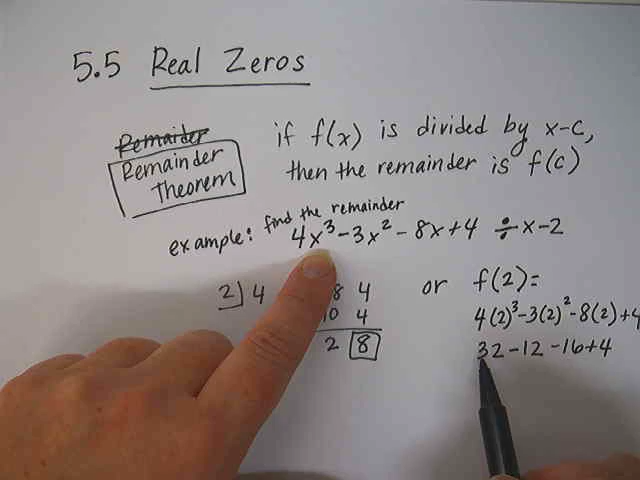 5.5 Real Zeros
Remaider
Remainder
Theorem
if f(x) is divided by x-c,
then the remainder is f(c)
find the remainder
example: 4x³ - 3x² - 8x + 4 ÷ x - 2
2) 4 8 4
10 4
2 8
or f(2) =
4(2)³ - 3(2)² - 8(2) + 4
32 - 12 - 16 + 4